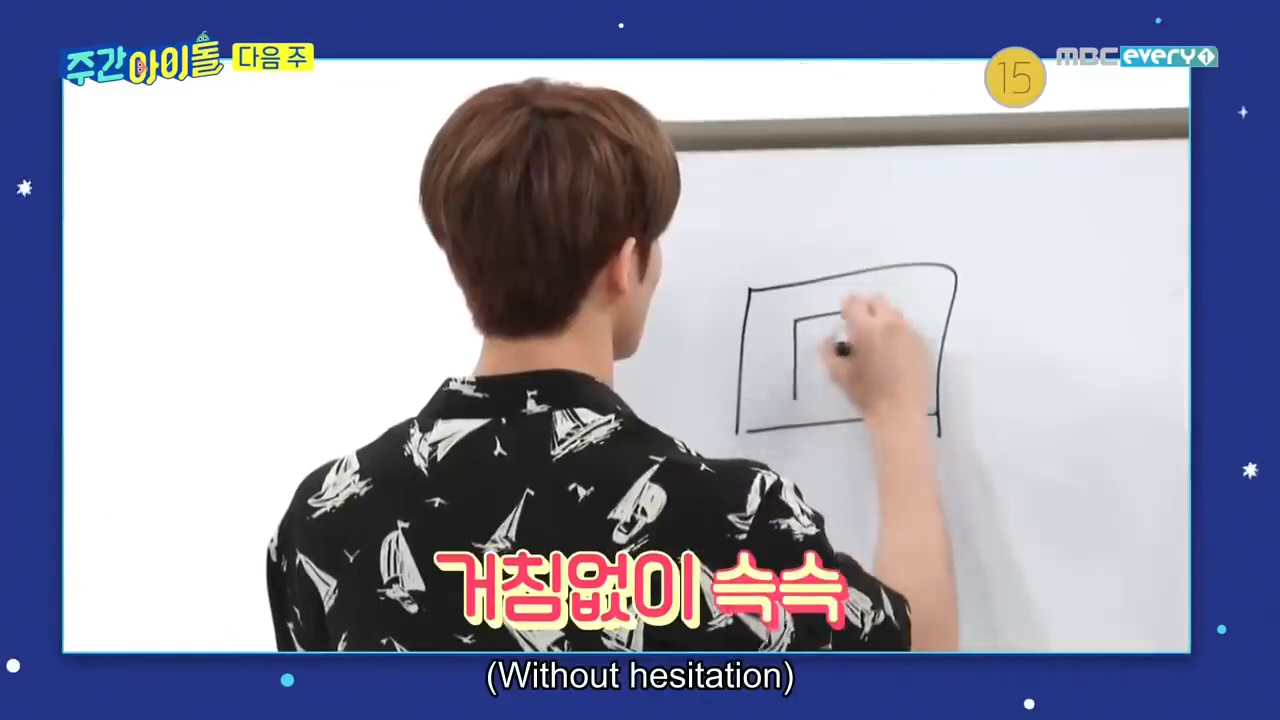 주간아이돌 다음 주
15
MBC every1
거침없이 슥슥
(Without hesitation)